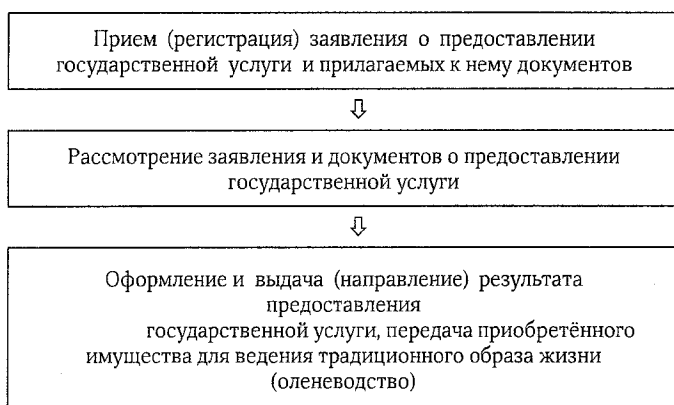 Прием (регистрация) заявления о предоставлении
государственной услуги и прилагаемых к нему документов
⇩
Рассмотрение заявления и документов о предоставлении
государственной услуги
⇩
Оформление и выдача (направление) результата
предоставления
государственной услуги, передача приобретённого
имущества для ведения традиционного образа жизни
(оленеводство)